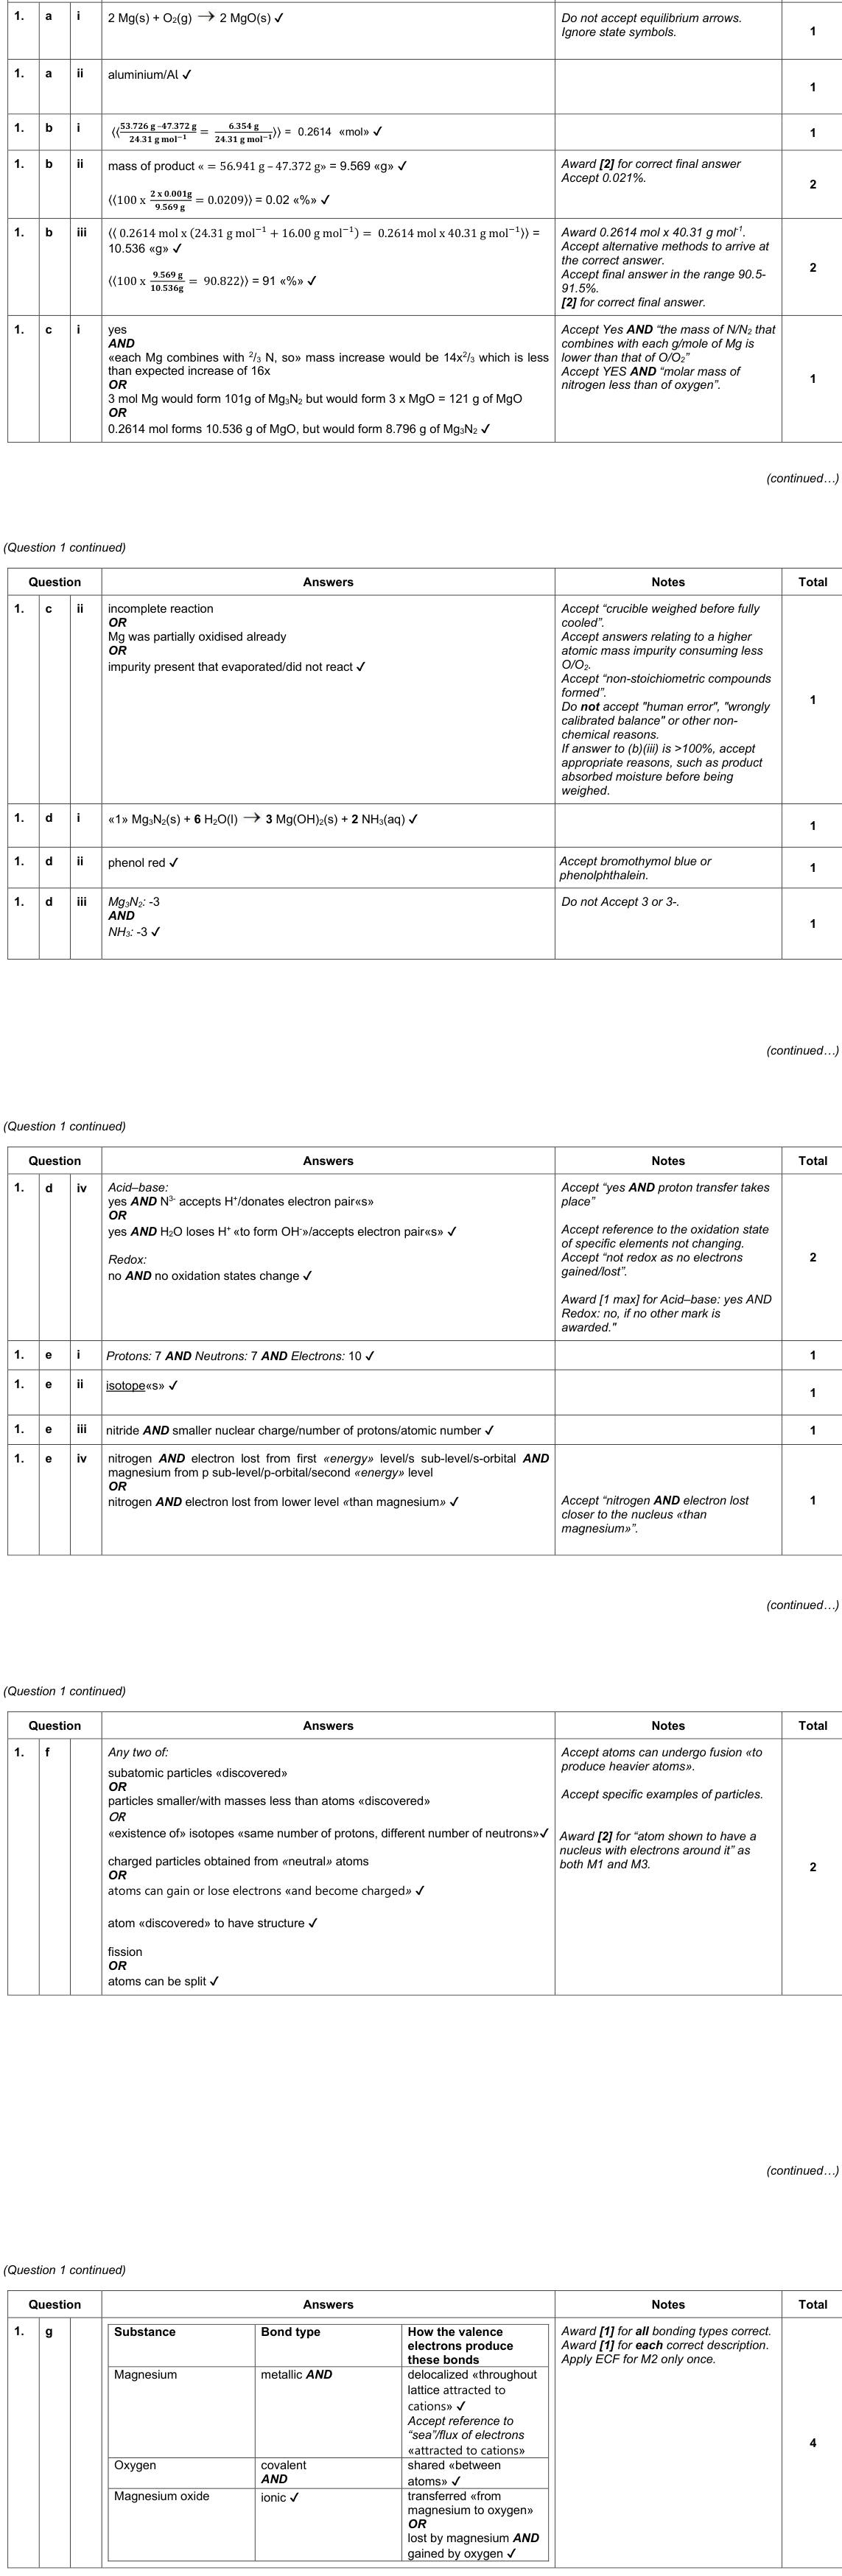 1. a i 2 Mg(s) + O₂(g) → 2 MgO(s) ✓ Do not accept equilibrium arrows.
Ignore state symbols. 1
1. a ii aluminium/Al ✓ 1
1. b i ⟨⟨(53.726 g –47.372 g)/(24.31 g mol⁻¹) = (6.354 g)/(24.31 g mol⁻¹)⟩⟩ = 0.2614 «mol» ✓ 1
1. b ii mass of product « = 56.941 g – 47.372 g» = 9.569 «g» ✓
⟨⟨100 x (2 x 0.001g)/(9.569 g) = 0.0209⟩⟩ = 0.02 «%» ✓
Award [2] for correct final answer
Accept 0.021%.
2
1. b iii ⟨⟨ 0.2614 mol x (24.31 g mol⁻¹ + 16.00 g mol⁻¹) = 0.2614 mol x 40.31 g mol⁻¹⟩⟩ =
10.536 «g» ✓
⟨⟨100 x (9.569 g)/(10.536g) = 90.822⟩⟩ = 91 «%» ✓
Award 0.2614 mol x 40.31 g mol⁻¹.
Accept alternative methods to arrive at
the correct answer.
Accept final answer in the range 90.5-
91.5%.
[2] for correct final answer.
2
1. c i yes
AND
«each Mg combines with ²/₃ N, so» mass increase would be 14x²/₃ which is less
than expected increase of 16x
OR
3 mol Mg would form 101g of Mg₃N₂ but would form 3 x MgO = 121 g of MgO
OR
0.2614 mol forms 10.536 g of MgO, but would form 8.796 g of Mg₃N₂ ✓
Accept Yes AND “the mass of N/N₂ that
combines with each g/mole of Mg is
lower than that of O/O₂”
Accept YES AND “molar mass of
nitrogen less than of oxygen”.
1
(continued…)
(Question 1 continued)
Question Answers Notes Total
1. c ii incomplete reaction
OR
Mg was partially oxidised already
OR
impurity present that evaporated/did not react ✓
Accept “crucible weighed before fully
cooled”.
Accept answers relating to a higher
atomic mass impurity consuming less
O/O₂.
Accept “non-stoichiometric compounds
formed”.
Do not accept "human error", "wrongly
calibrated balance" or other non-
chemical reasons.
If answer to (b)(iii) is >100%, accept
appropriate reasons, such as product
absorbed moisture before being
weighed.
1
1. d i «1» Mg₃N₂(s) + 6 H₂O(l) → 3 Mg(OH)₂(s) + 2 NH₃(aq) ✓ 1
1. d ii phenol red ✓ Accept bromothymol blue or
phenolphthalein. 1
1. d iii Mg₃N₂: -3
AND
NH₃: -3 ✓
Do not Accept 3 or 3-.
1
(continued…)
(Question 1 continued)
Question Answers Notes Total
1. d iv Acid–base:
yes AND N³⁻ accepts H⁺/donates electron pair«s»
OR
yes AND H₂O loses H⁺ «to form OH⁻»/accepts electron pair«s» ✓
Redox:
no AND no oxidation states change ✓
Accept “yes AND proton transfer takes
place”
Accept reference to the oxidation state
of specific elements not changing.
Accept “not redox as no electrons
gained/lost”.
Award [1 max] for Acid–base: yes AND
Redox: no, if no other mark is
awarded."
2
1. e i Protons: 7 AND Neutrons: 7 AND Electrons: 10 ✓ 1
1. e ii isotope«s» ✓ 1
1. e iii nitride AND smaller nuclear charge/number of protons/atomic number ✓ 1
1. e iv nitrogen AND electron lost from first «energy» level/s sub-level/s-orbital AND
magnesium from p sub-level/p-orbital/second «energy» level
OR
nitrogen AND electron lost from lower level «than magnesium» ✓
Accept “nitrogen AND electron lost
closer to the nucleus «than
magnesium»”.
1
(continued…)
(Question 1 continued)
Question Answers Notes Total
1. f Any two of:
subatomic particles «discovered»
OR
particles smaller/with masses less than atoms «discovered»
OR
«existence of» isotopes «same number of protons, different number of neutrons»✓
charged particles obtained from «neutral» atoms
OR
atoms can gain or lose electrons «and become charged» ✓
atom «discovered» to have structure ✓
fission
OR
atoms can be split ✓
Accept atoms can undergo fusion «to
produce heavier atoms».
Accept specific examples of particles.
Award [2] for “atom shown to have a
nucleus with electrons around it” as
both M1 and M3.
2
(continued…)
(Question 1 continued)
Question Answers Notes Total
1. g
Substance Bond type How the valence
electrons produce
these bonds
Magnesium metallic AND delocalized «throughout
lattice attracted to
cations» ✓
Accept reference to
“sea”/flux of electrons
«attracted to cations»
Oxygen covalent
AND
shared «between
atoms» ✓
Magnesium oxide ionic ✓ transferred «from
magnesium to oxygen»
OR
lost by magnesium AND
gained by oxygen ✓
Award [1] for all bonding types correct.
Award [1] for each correct description.
Apply ECF for M2 only once.
4